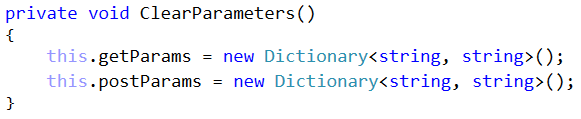 private void ClearParameters()
{
    this.getParams = new Dictionary<string, string>();
    this.postParams = new Dictionary<string, string>();
}